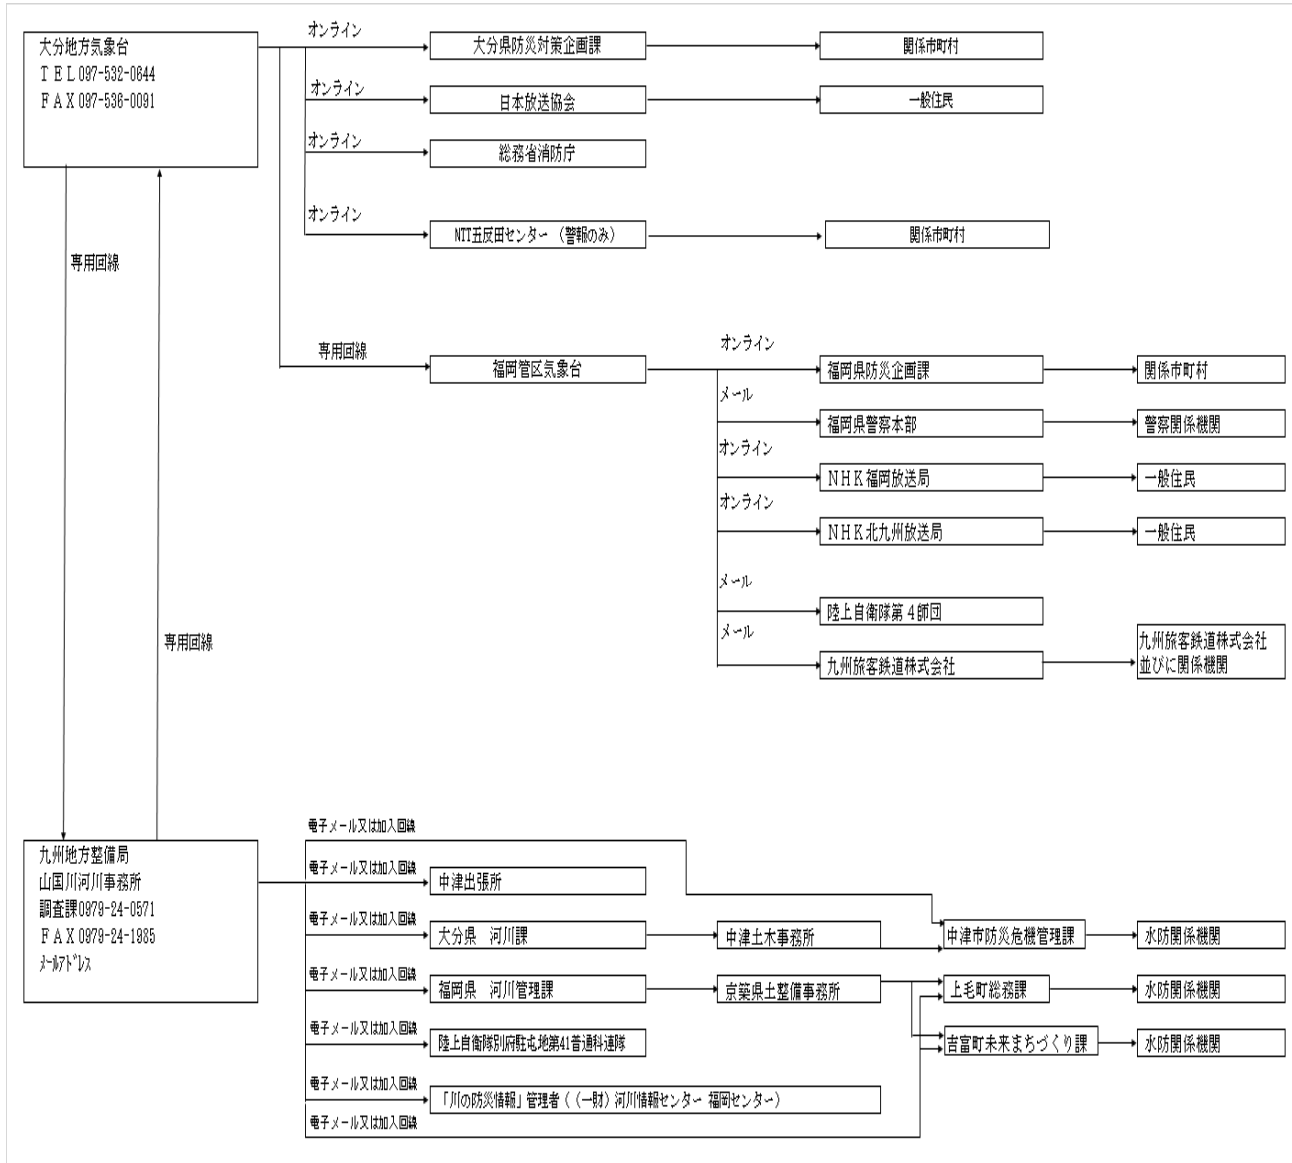 大分地方気象台
ＴＥＬ097-532-0644
ＦＡＸ097-536-0091
オンライン
大分県防災対策企画課
関係市町村
オンライン
日本放送協会
一般住民
オンライン
総務省消防庁
オンライン
NTT五反田センター（警報のみ）
関係市町村
専用回線
専用回線
福岡管区気象台
オンライン
福岡県防災企画課
関係市町村
メール
福岡県警察本部
警察関係機関
オンライン
ＮＨＫ福岡放送局
一般住民
オンライン
ＮＨＫ北九州放送局
一般住民
メール
陸上自衛隊第４師団
メール
九州旅客鉄道株式会社
九州旅客鉄道株式会社
並びに関係機関
専用回線
九州地方整備局
山国川河川事務所
調査課0979-24-0571
ＦＡＸ0979-24-1985
ﾒｰﾙｱﾄﾞﾚｽ
電子メール又は加入回線
電子メール又は加入回線
中津出張所
電子メール又は加入回線
大分県　河川課
中津土木事務所
中津市防災危機管理課
水防関係機関
電子メール又は加入回線
福岡県　河川管理課
京築県土整備事務所
上毛町総務課
水防関係機関
電子メール又は加入回線
陸上自衛隊別府駐屯地第41普通科連隊
吉富町未来まちづくり課
水防関係機関
電子メール又は加入回線
「川の防災情報」管理者（（一財）河川情報センター 福岡センター）
電子メール又は加入回線